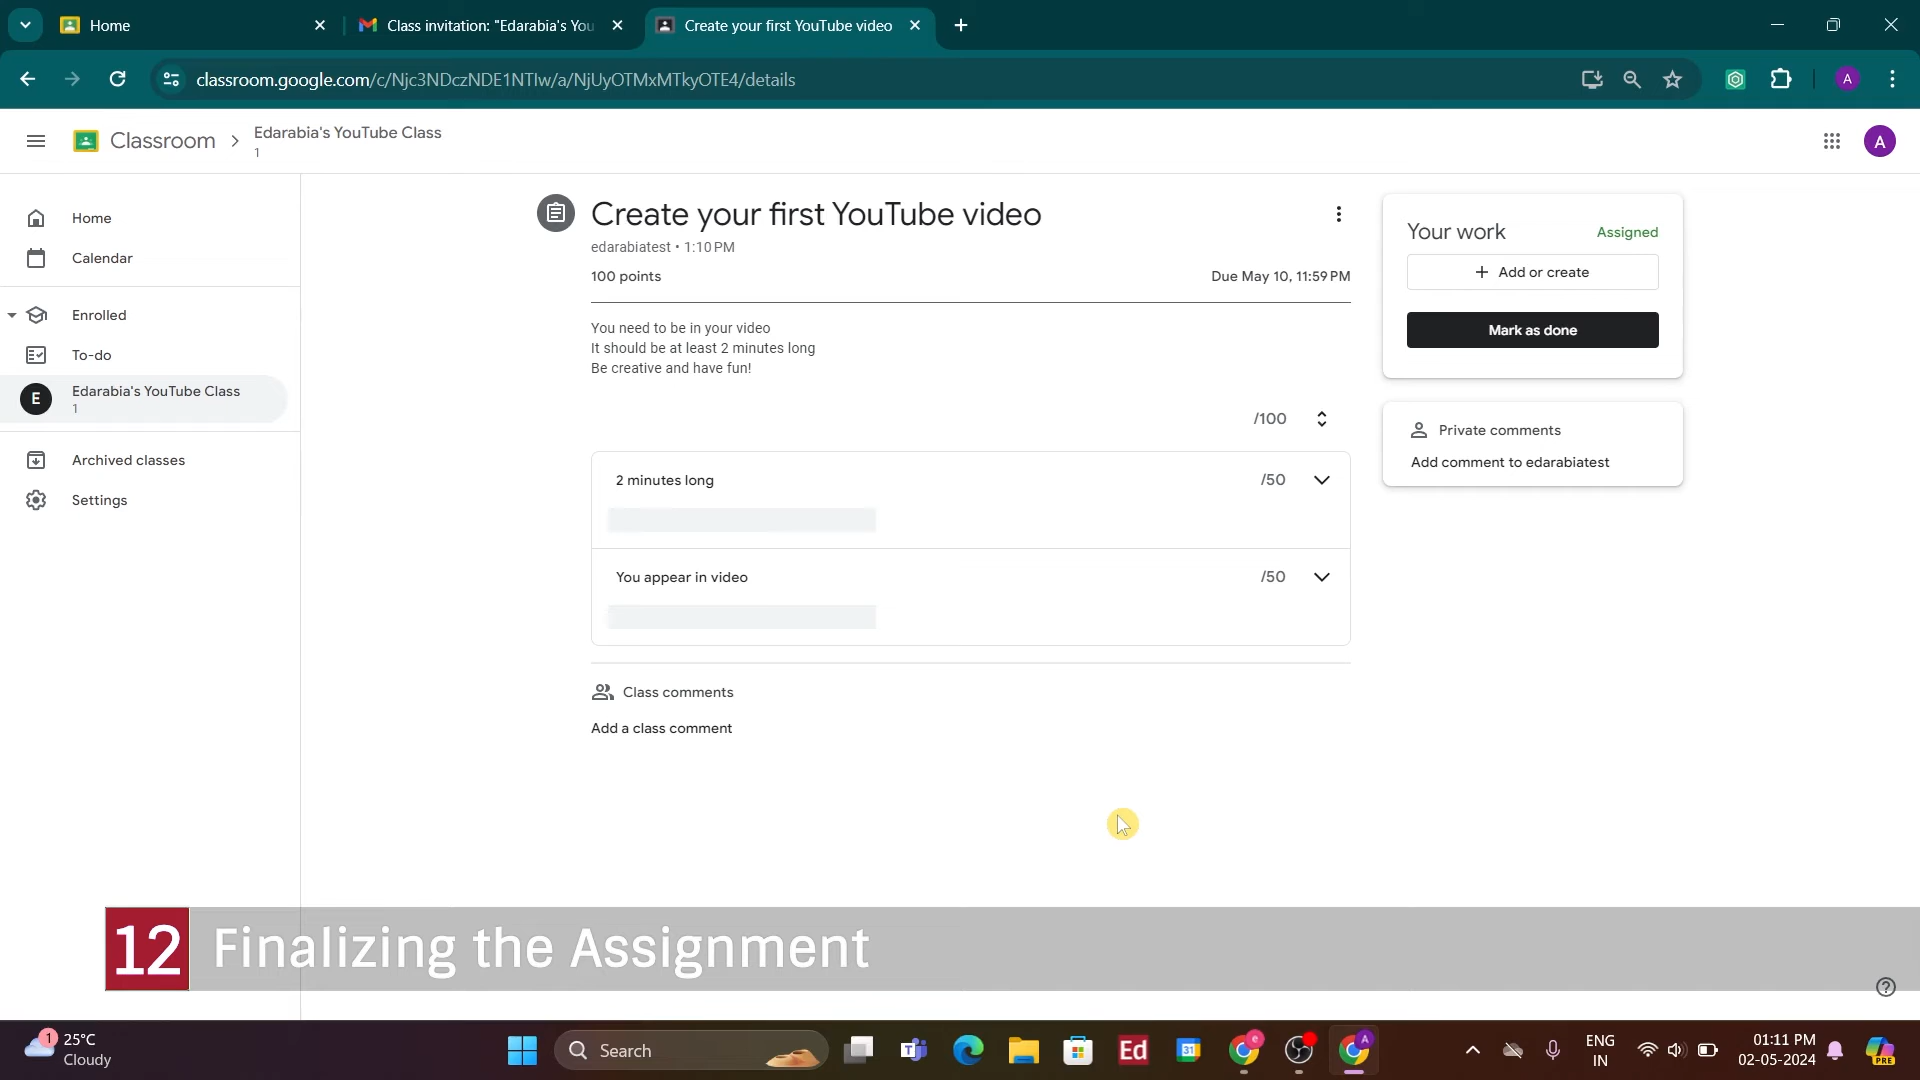 Home
Class invitation: "Edarabia's You
Create your first YouTube video
classroom.google.com/c/Njc3NDczNDE1NTIw/a/NjUyOTMxMTkyOTE4/details
A
Classroom
Edarabia's YouTube Class
1
A
Home
Calendar
Enrolled
To-do
E
Edarabia's YouTube Class
1
Archived classes
Settings
Create your first YouTube video
edarabiatest • 1:10 PM
100 points
Due May 10, 11:59 PM
You need to be in your video
It should be at least 2 minutes long
Be creative and have fun!
/100
2 minutes long
/50
You appear in video
/50
Class comments
Add a class comment
Your work
Assigned
+ Add or create
Mark as done
Private comments
Add comment to edarabiatest
12 Finalizing the Assignment
1
25°C
Cloudy
Search
Ed
31
e
A
ENG
IN
01:11 PM
02-05-2024
PRE